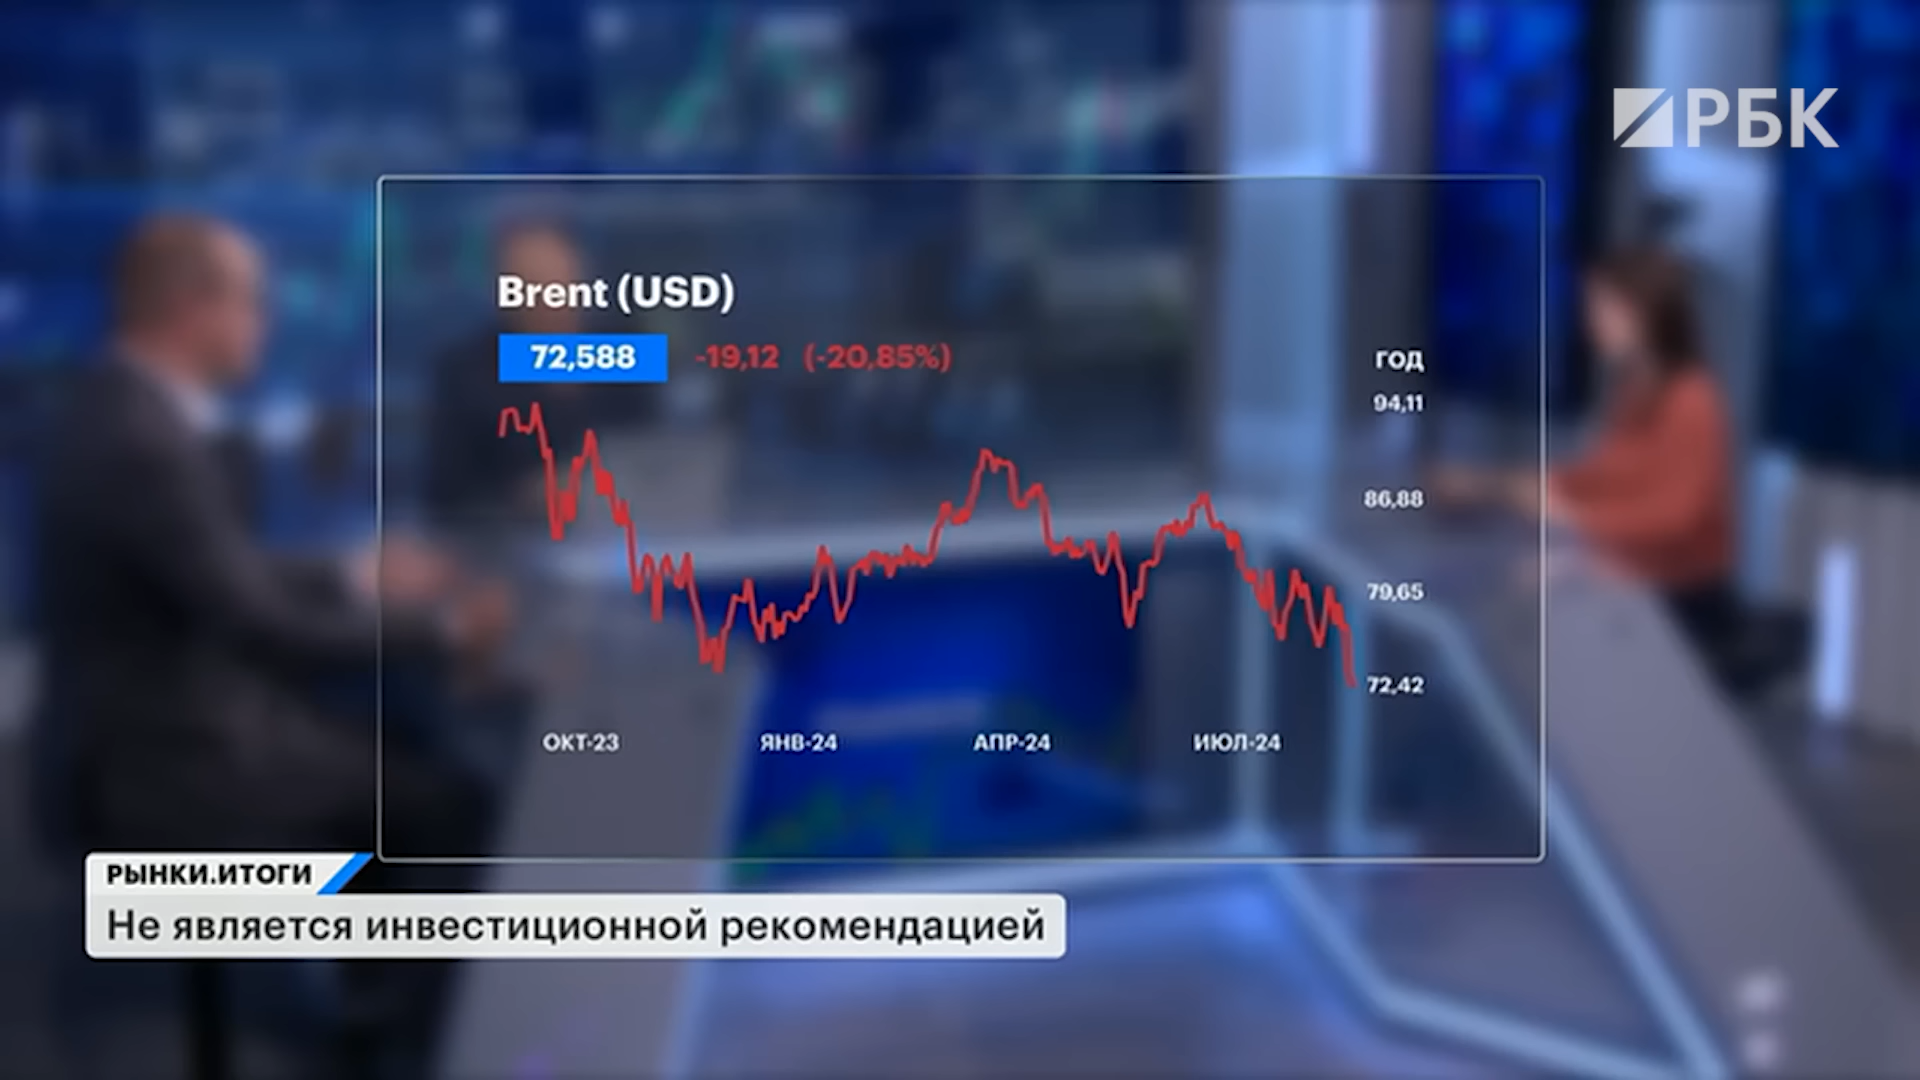 РБК
Brent (USD)
72,588 -19,12 (-20,85%)
ГОД
94,11
86,88
79,65
72,42
ОКТ-23 ЯНВ-24 АПР-24 ИЮЛ-24
РЫНКИ.ИТОГИ
Не является инвестиционной рекомендацией